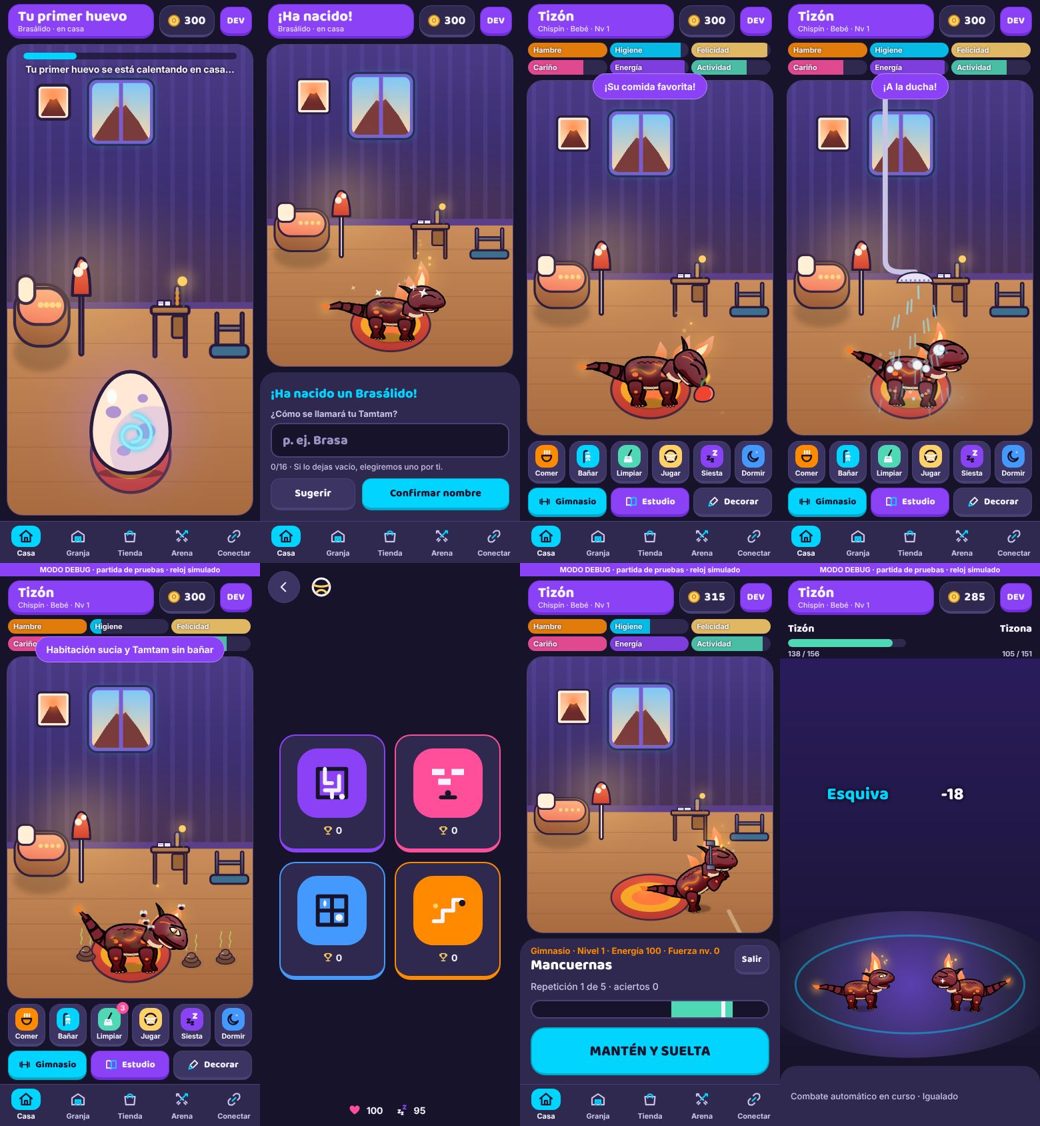 Tu primer huevo
Brasálido · en casa
300
DEV
Tu primer huevo se está calentando en casa...
Casa
Granja
Tienda
Arena
Conectar
¡Ha nacido!
Brasálido · en casa
300
DEV
¡Ha nacido un Brasálido!
¿Cómo se llamará tu Tamtam?
p. ej. Brasa
0/16 · Si lo dejas vacío, elegiremos uno por ti.
Sugerir
Confirmar nombre
Casa
Granja
Tienda
Arena
Conectar
Tizón
Chispín · Bebé · Nv 1
300
DEV
Hambre
Higiene
Felicidad
Cariño
Energía
Actividad
¡Su comida favorita!
Comer
Bañar
Limpiar
Jugar
Siesta
Dormir
Gimnasio
Estudio
Decorar
Casa
Granja
Tienda
Arena
Conectar
Tizón
Chispín · Bebé · Nv 1
300
DEV
Hambre
Higiene
Felicidad
Cariño
Energía
Actividad
¡A la ducha!
Comer
Bañar
Limpiar
Jugar
Siesta
Dormir
Gimnasio
Estudio
Decorar
Casa
Granja
Tienda
Arena
Conectar
MODO DEBUG · partida de pruebas · reloj simulado
Tizón
Chispín · Bebé · Nv 1
300
DEV
Hambre
Higiene
Felicidad
Cariño
Habitación sucia y Tamtam sin bañar
Comer
Bañar
3
Limpiar
Jugar
Siesta
Dormir
Gimnasio
Estudio
Decorar
Casa
Granja
Tienda
Arena
Conectar
0
0
0
0
100
95
MODO DEBUG · partida de pruebas · reloj simulado
Tizón
Chispín · Bebé · Nv 1
315
DEV
Hambre
Higiene
Felicidad
Cariño
Energía
Actividad
Gimnasio · Nivel 1 · Energía 100 · Fuerza nv. 0
Mancuernas
Salir
Repetición 1 de 5 · aciertos 0
MANTÉN Y SUELTA
Casa
Granja
Tienda
Arena
Conectar
MODO DEBUG · partida de pruebas · reloj simulado
Tizón
Chispín · Bebé · Nv 1
285
DEV
Tizón
Tizona
138 / 156
105 / 151
Esquiva
-18
Combate automático en curso · Igualado